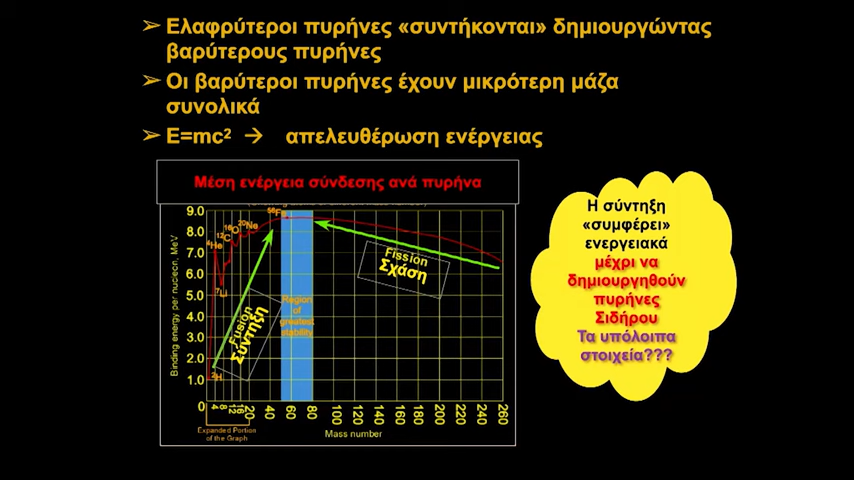 ➢ Ελαφρύτεροι πυρήνες «συντήκονται» δημιουργώντας
βαρύτερους πυρήνες
➢ Οι βαρύτεροι πυρήνες έχουν μικρότερη μάζα
συνολικά
➢ E=mc² → απελευθέρωση ενέργειας
Μέση ενέργεια σύνδεσης ανά πυρήνα
Binding energy per nucleon, MeV
9.0
8.0
7.0
6.0
5.0
4.0
3.0
2.0
1.0
0
⁵⁶Fe
²⁰Ne
¹⁶O
¹²C
⁴He
⁷Li
²H
Fusion
Σύντηξη
Region
of
greatest
stability
Fission
Σχάση
4 8 12 16 20 40 60 80 100 120 140 160 180 200 220 240 260
Mass number
Expanded Portion
of the Graph
Η σύντηξη
«συμφέρει»
ενεργειακά
μέχρι να
δημιουργηθούν
πυρήνες
Σιδήρου
Τα υπόλοιπα
στοιχεία???